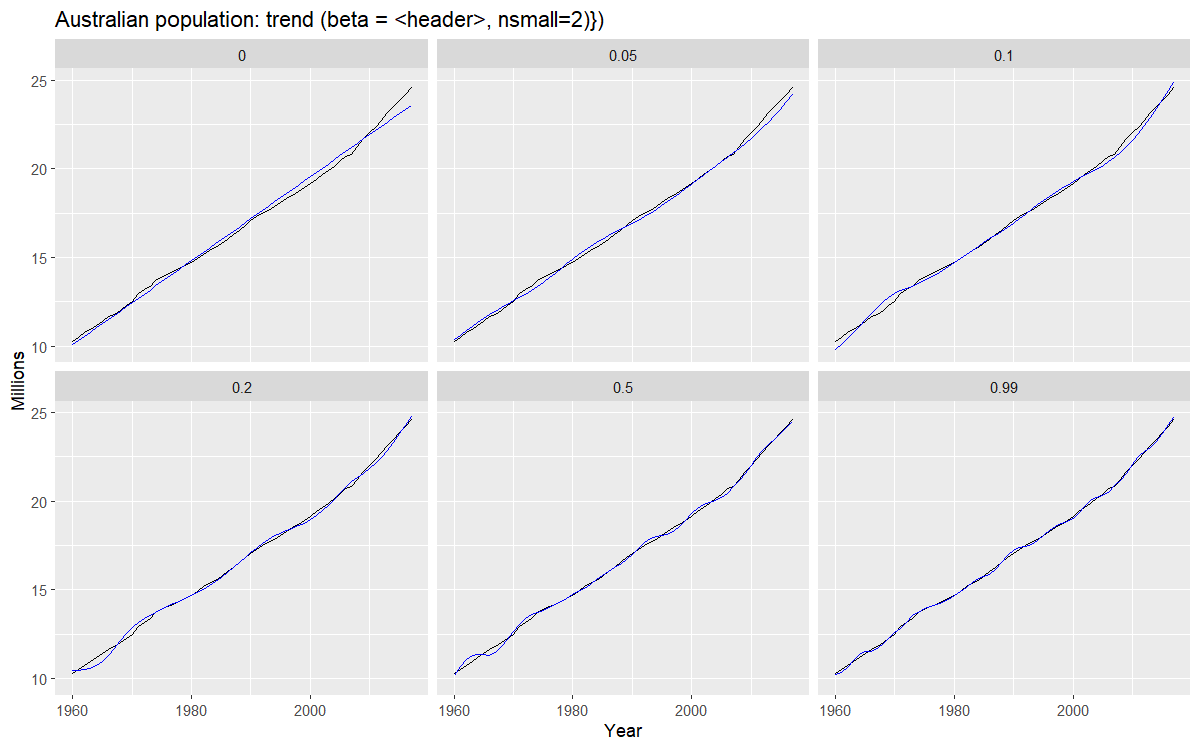 Australian population: trend (beta = <header>, nsmall=2)})
0 0.05 0.1
25
20
15
10
Millions
0.2 0.5 0.99
25
20
15
10
1960 1980 2000 1960 1980 2000 1960 1980 2000
Year